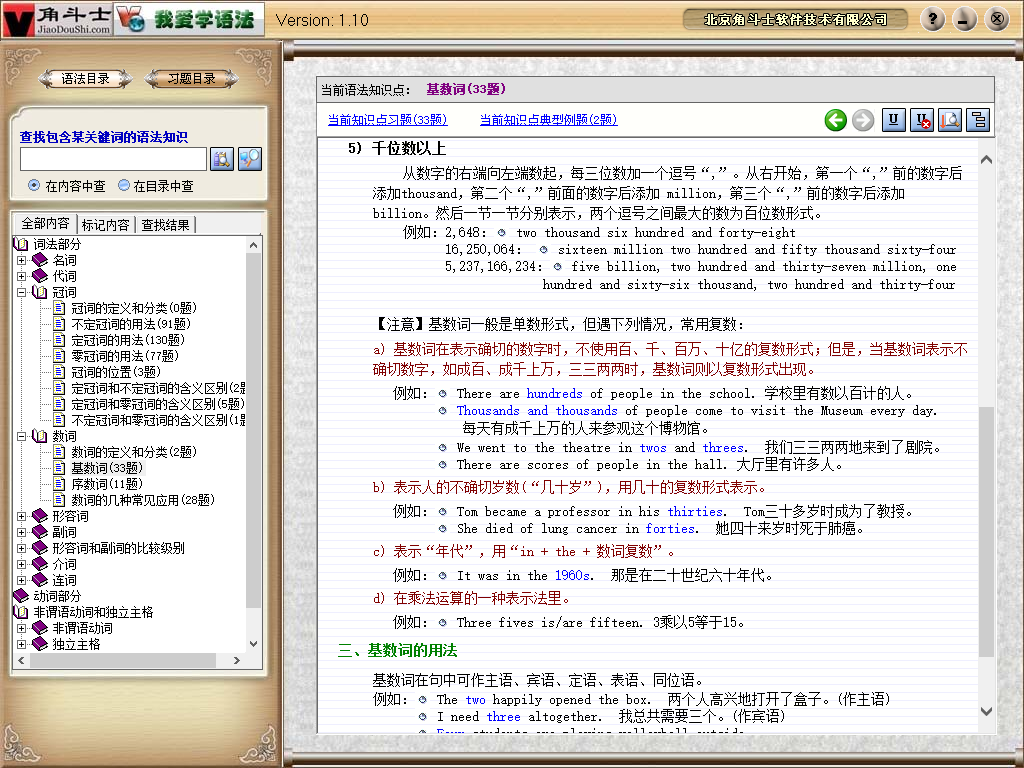 角斗士
JiaoDouShi.com
我爱学语法
Version: 1.10
北京角斗士软件技术有限公司
?
语法目录
习题目录
查找包含某关键词的语法知识
在内容中查
在目录中查
全部内容
标记内容
查找结果
词法部分
名词
代词
冠词
冠词的定义和分类(0题)
不定冠词的用法(91题)
定冠词的用法(130题)
零冠词的用法(77题)
冠词的位置(3题)
定冠词和不定冠词的含义区别(2题
定冠词和零冠词的含义区别(5题)
不定冠词和零冠词的含义区别(1题
数词
数词的定义和分类(2题)
基数词(33题)
序数词(11题)
数词的几种常见应用(28题)
形容词
副词
形容词和副词的比较级别
介词
连词
动词部分
非谓语动词和独立主格
非谓语动词
独立主格
当前语法知识点：
基数词(33题)
当前知识点习题(33题)
当前知识点典型例题(2题)
5) 千位数以上
从数字的右端向左端数起，每三位数加一个逗号“,”。从右开始，第一个“,”前的数字后
添加thousand，第二个“,”前面的数字后添加 million，第三个“,”前的数字后添加
billion。然后一节一节分别表示，两个逗号之间最大的数为百位数形式。
例如：2,648: two thousand six hundred and forty-eight
16,250,064: sixteen million two hundred and fifty thousand sixty-four
5,237,166,234: five billion, two hundred and thirty-seven million, one
hundred and sixty-six thousand, two hundred and thirty-four
【注意】基数词一般是单数形式，但遇下列情况，常用复数：
a) 基数词在表示确切的数字时，不使用百、千、百万、十亿的复数形式；但是，当基数词表示不
确切数字，如成百、成千上万，三三两两时，基数词则以复数形式出现。
例如： There are hundreds of people in the school. 学校里有数以百计的人。
Thousands and thousands of people come to visit the Museum every day.
每天有成千上万的人来参观这个博物馆。
We went to the theatre in twos and threes. 我们三三两两地来到了剧院。
There are scores of people in the hall. 大厅里有许多人。
b) 表示人的不确切岁数(“几十岁”)，用几十的复数形式表示。
例如： Tom became a professor in his thirties. Tom三十多岁时成为了教授。
She died of lung cancer in forties. 她四十来岁时死于肺癌。
c) 表示“年代”，用“in + the + 数词复数”。
例如： It was in the 1960s. 那是在二十世纪六十年代。
d) 在乘法运算的一种表示法里。
例如： Three fives is/are fifteen. 3乘以5等于15。
三、基数词的用法
基数词在句中可作主语、宾语、定语、表语、同位语。
例如： The two happily opened the box. 两个人高兴地打开了盒子。(作主语)
I need three altogether. 我总共需要三个。(作宾语)